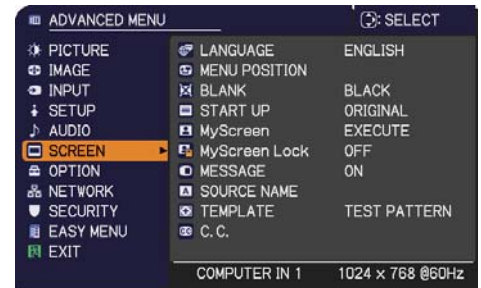 ADVANCED MENU : SELECT
PICTURE
IMAGE
INPUT
SETUP
AUDIO
SCREEN
OPTION
NETWORK
SECURITY
EASY MENU
EXIT
LANGUAGE ENGLISH
MENU POSITION
BLANK BLACK
START UP ORIGINAL
MyScreen EXECUTE
MyScreen Lock OFF
MESSAGE ON
SOURCE NAME
TEMPLATE TEST PATTERN
C.C.
COMPUTER IN 1 1024 x 768 @60Hz